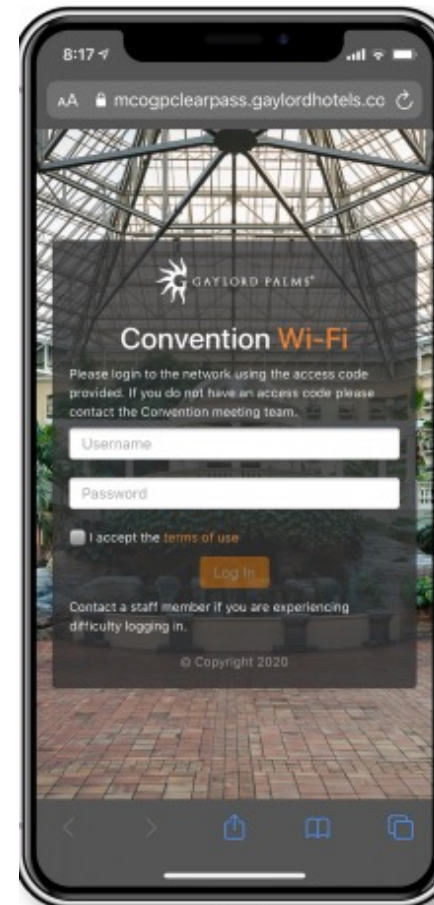 8:17
AA mcogpclearpass.gaylordhotels.co
GAYLORD PALMS®
Convention Wi-Fi
Please login to the network using the access code
provided. If you do not have an access code please
contact the Convention meeting team.
Username
Password
I accept the terms of use
Log In
Contact a staff member if you are experiencing
difficulty logging in.
© Copyright 2020